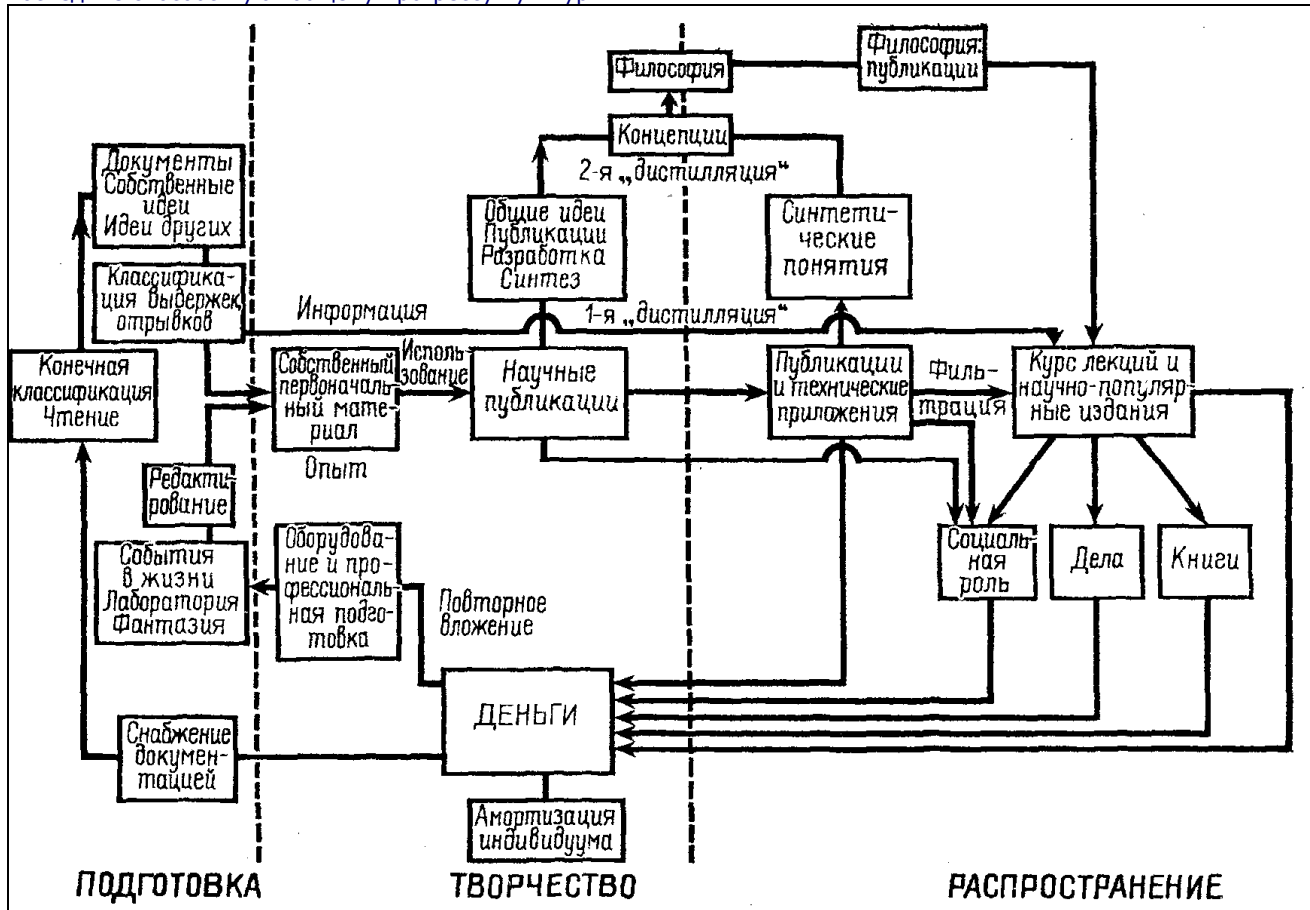 Философия
Философия:
публикации
Концепции
2-я „дистилляция“
Документы
Собственные
идеи
Идеи других
Общие идеи
Публикации
Разработка
Синтез
Синтети-
ческие
понятия
Классифика-
ция выдержек,
отрывков
Информация
1-я „дистилляция“
Конечная
классификация
Чтение
Собственный
первоначаль-
ный мате-
риал
Исполь-
зование
Научные
публикации
Публикации
и технические
приложения
Филь-
трация
Курс лекций и
научно-популяр-
ные издания
Опыт
Редакти-
рование
События
в жизни
Лаборатория
Фантазия
Оборудова-
ние и про-
фессиональ-
ная подго-
товка
Повторное
вложение
Социаль-
ная
роль
Дела
Книги
ДЕНЬГИ
Снабжение
докумен-
тацией
Амортизация
индивидуума
ПОДГОТОВКА
ТВОРЧЕСТВО
РАСПРОСТРАНЕНИЕ